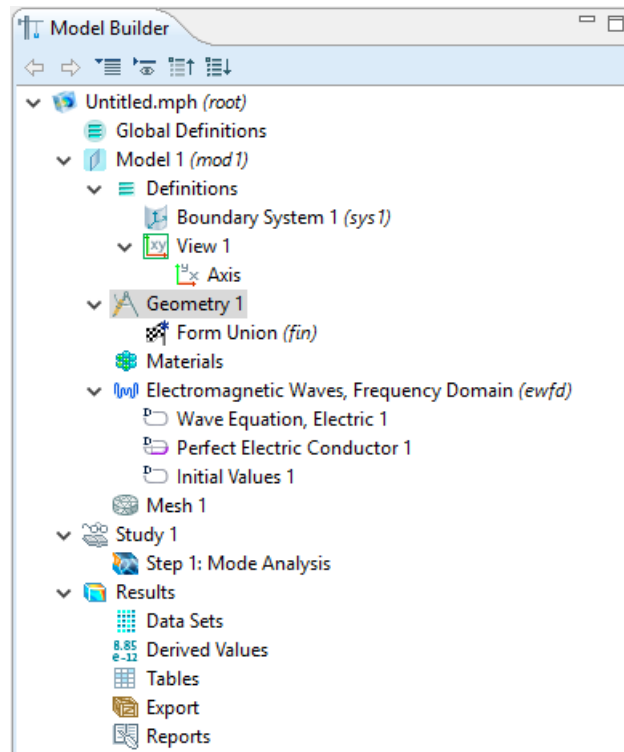 Model Builder
Untitled.mph (root)
Global Definitions
Model 1 (mod1)
Definitions
Boundary System 1 (sys1)
xy View 1
y x Axis
Geometry 1
Form Union (fin)
Materials
Electromagnetic Waves, Frequency Domain (ewfd)
D Wave Equation, Electric 1
D Perfect Electric Conductor 1
D Initial Values 1
Mesh 1
Study 1
Step 1: Mode Analysis
Results
Data Sets
8.85 e-12 Derived Values
Tables
Export
Reports